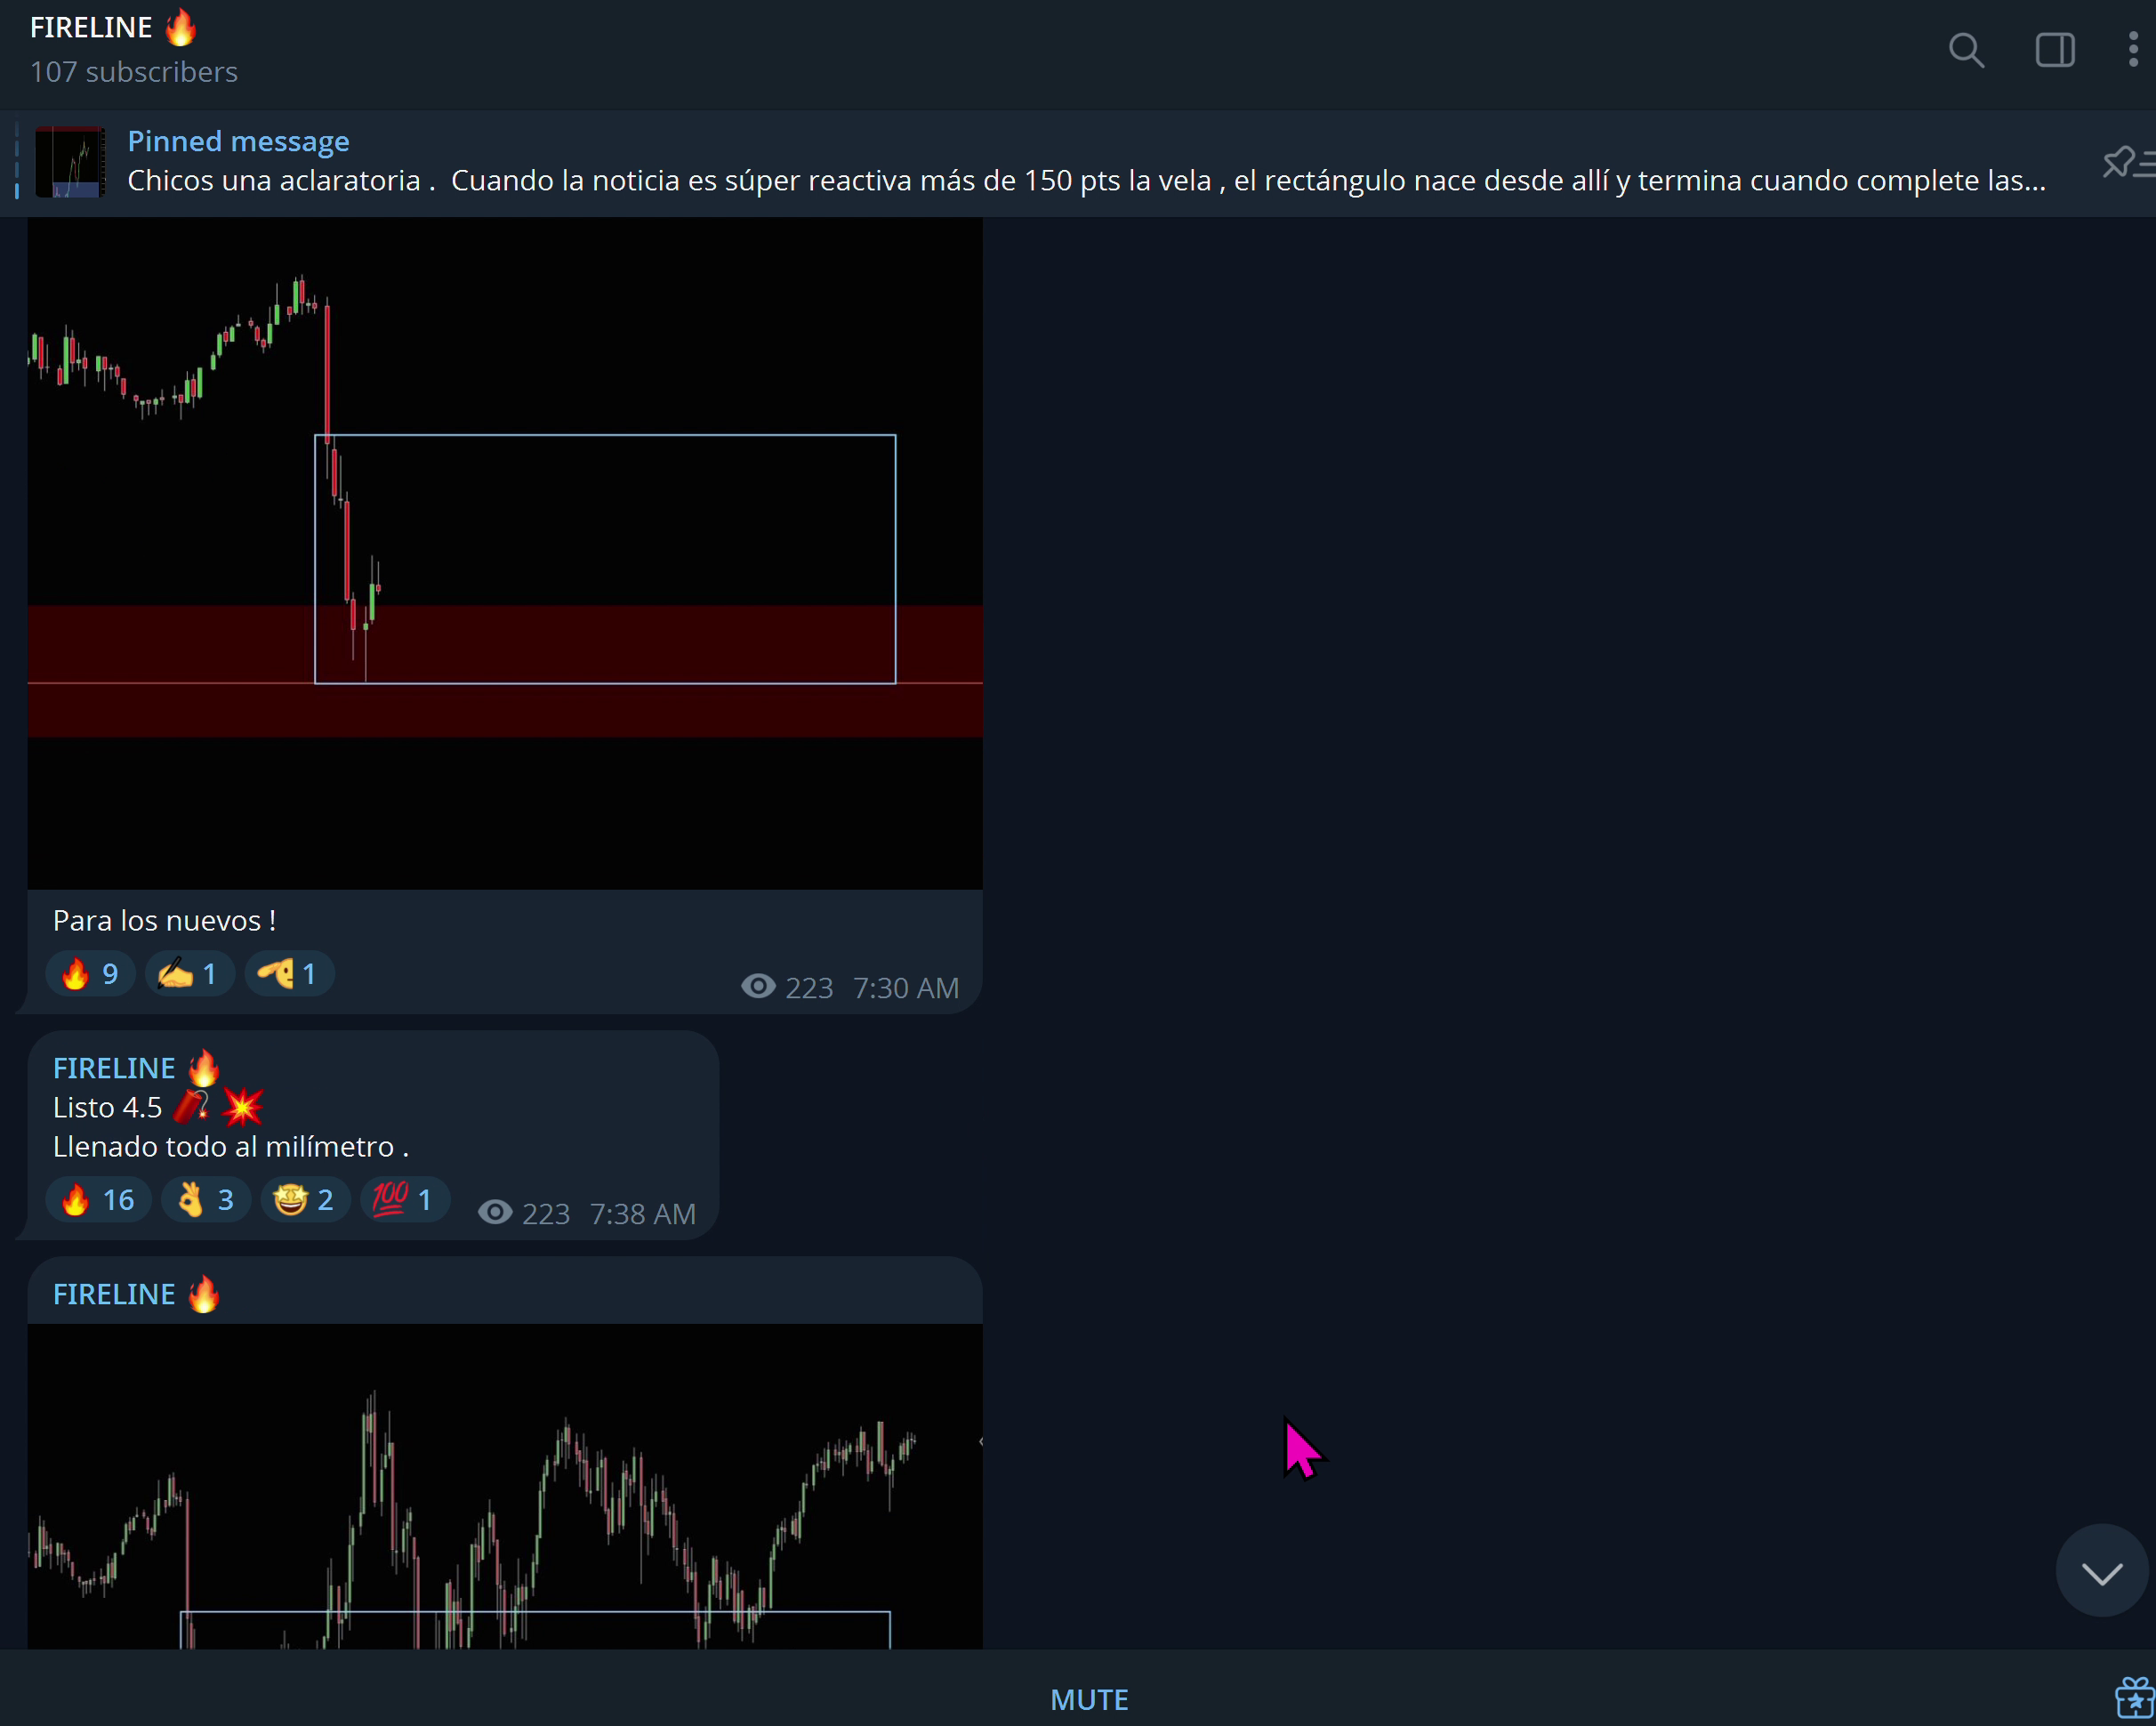 FIRELINE 🔥
107 subscribers
Pinned message
Chicos una aclaratoria .  Cuando la noticia es súper reactiva más de 150 pts la vela , el rectángulo nace desde allí y termina cuando complete las...
Para los nuevos !
🔥 9 ✍️ 1 🫡 1 223 7:30 AM
FIRELINE 🔥
Listo 4.5 🧨 💥
Llenado todo al milímetro .
🔥 16 👌 3 🤩 2 💯 1 223 7:38 AM
FIRELINE 🔥
MUTE